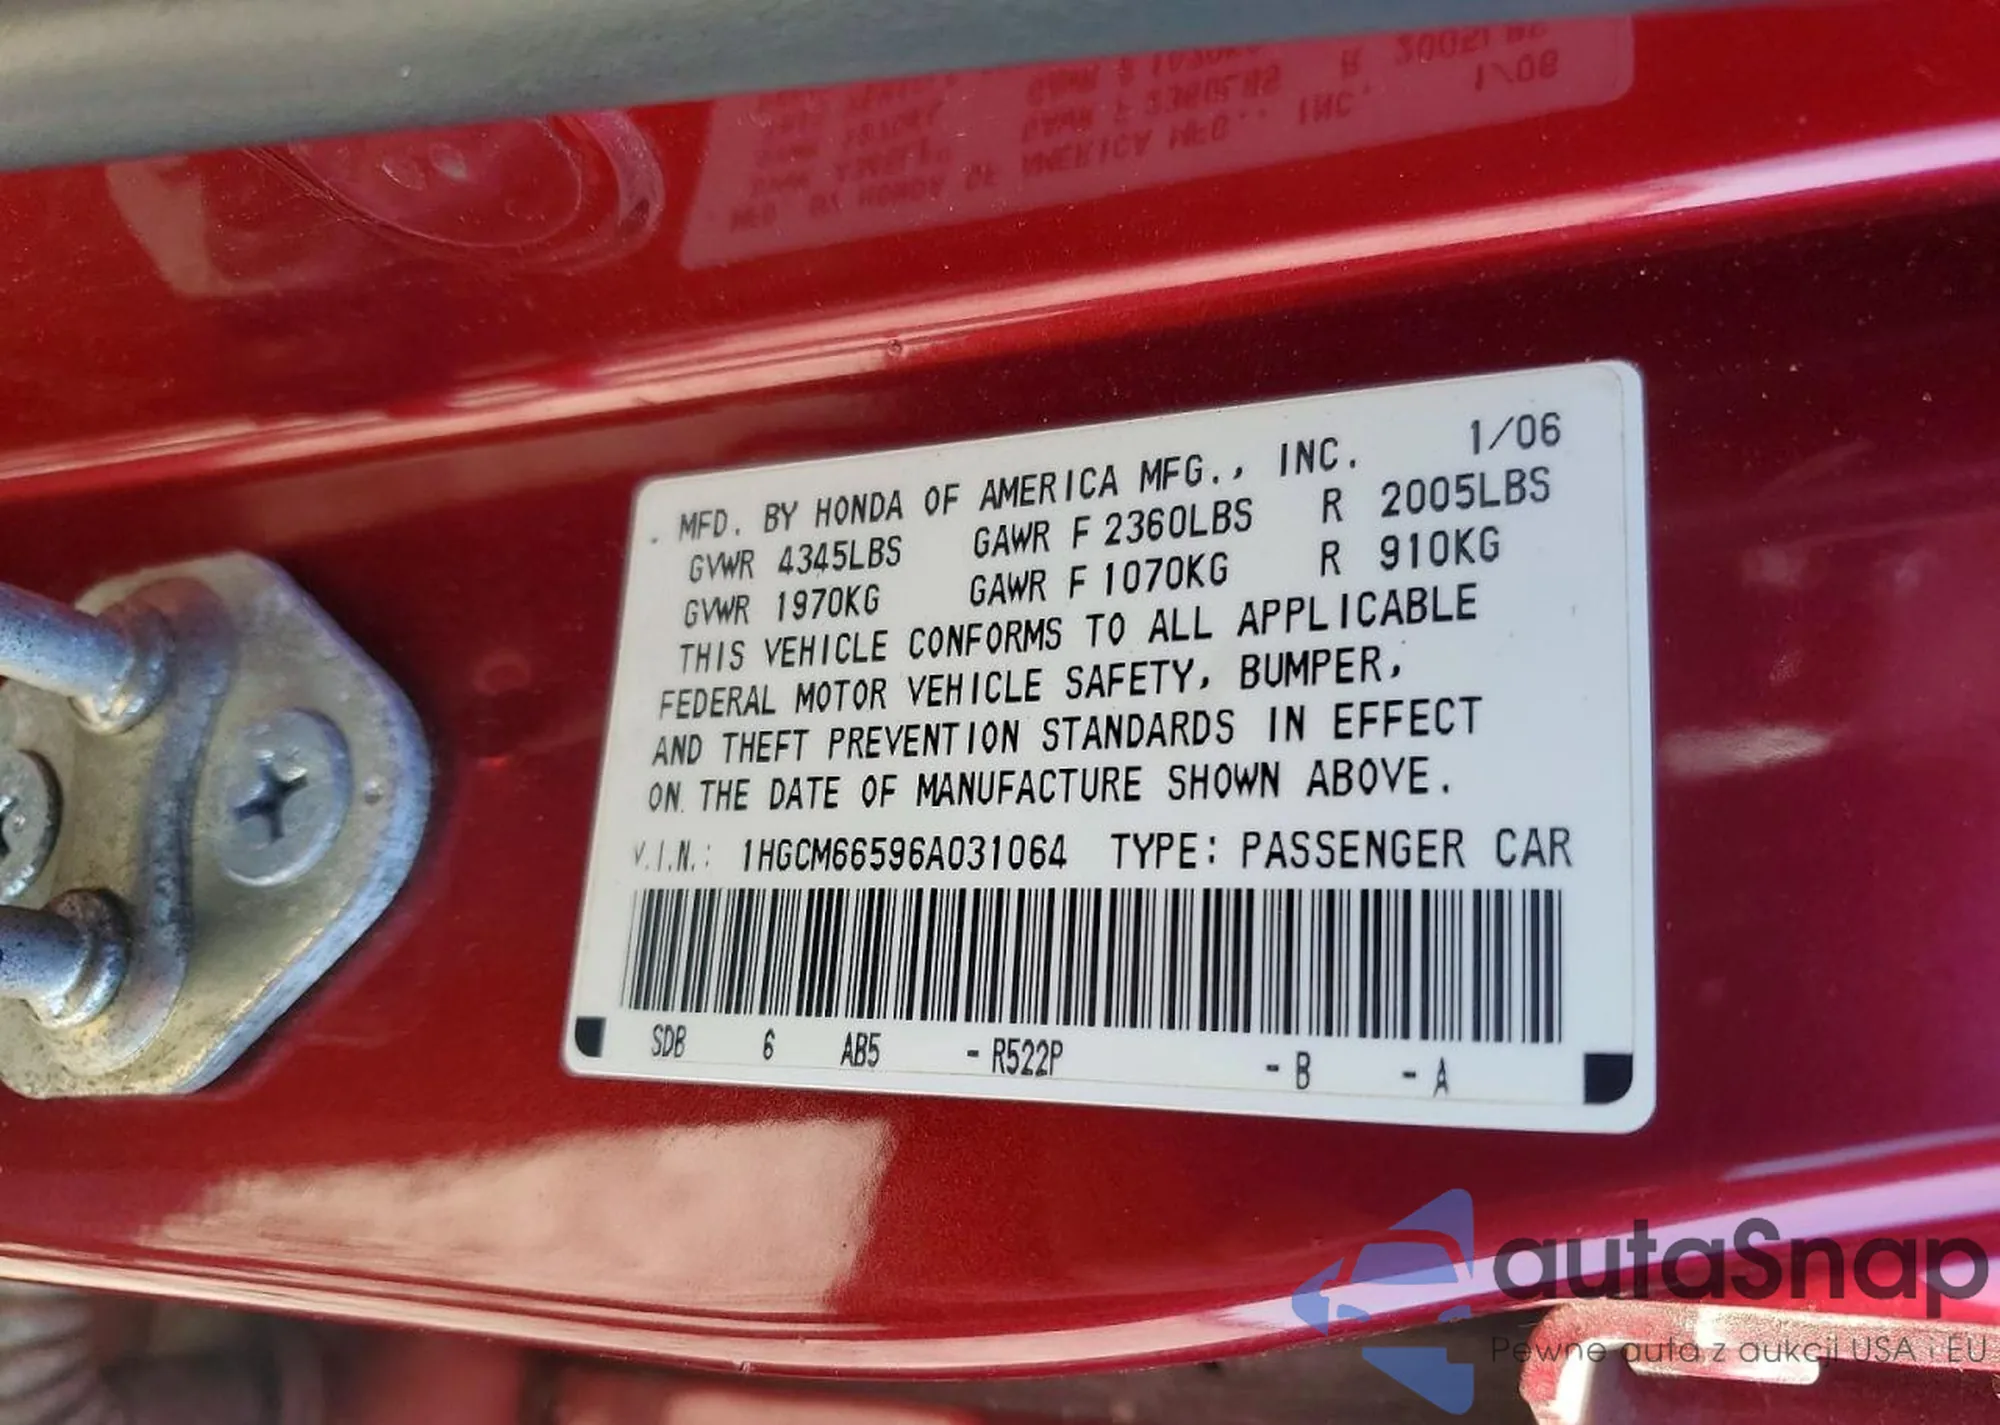 MFD. BY HONDA OF AMERICA MFG., INC. 1/06
GVWR 4345LBS GAWR F 2360LBS R 2005LBS
GVWR 1970KG GAWR F 1070KG R 910KG
THIS VEHICLE CONFORMS TO ALL APPLICABLE
FEDERAL MOTOR VEHICLE SAFETY, BUMPER,
AND THEFT PREVENTION STANDARDS IN EFFECT
ON THE DATE OF MANUFACTURE SHOWN ABOVE.
V.I.N.: 1HGCM66596A031064 TYPE: PASSENGER CAR
SDB 6 AB5 - R522P - B - A
autaSnap
Pewne auta z aukcji USA i EU